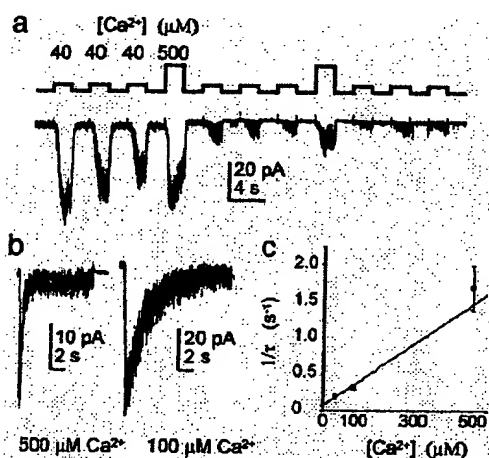 a
[Ca²⁺] (μM)
40 40 40 500
20 pA
4 s
b
10 pA
2 s
20 pA
2 s
500 μM Ca²⁺ 100 μM Ca²⁺
c
2.0
1.5
1.0
0.5
0
1/τ (s⁻¹)
0 100 300 500
[Ca²⁺] (μM)